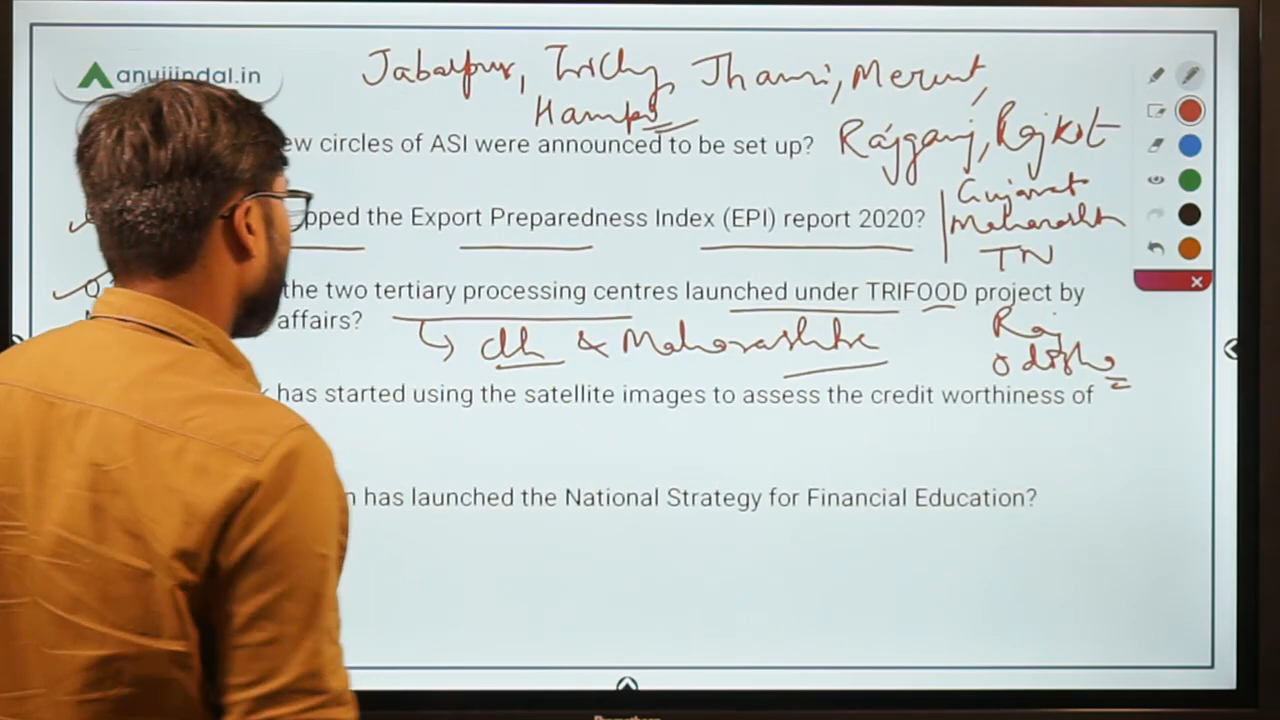 anujjindal.in
Jabalpur, Trichy, Jhansi, Merut,
Hampi
ew circles of ASI were announced to be set up? Rajganj, Rajkot
pped the Export Preparedness Index (EPI) report 2020? Gujarat
Maharashtra
TN
Q the two tertiary processing centres launched under TRIFOOD project by
affairs? & Maharashtra
Raj
Odisha
has started using the satellite images to assess the credit worthiness of
n has launched the National Strategy for Financial Education?